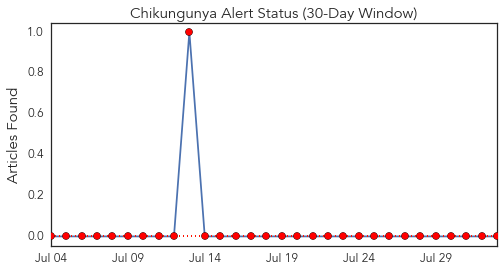 Chikungunya Alert Status (30-Day Window)
Articles Found
1.0
0.8
0.6
0.4
0.2
0.0
Jul 04 Jul 09 Jul 14 Jul 19 Jul 24 Jul 29